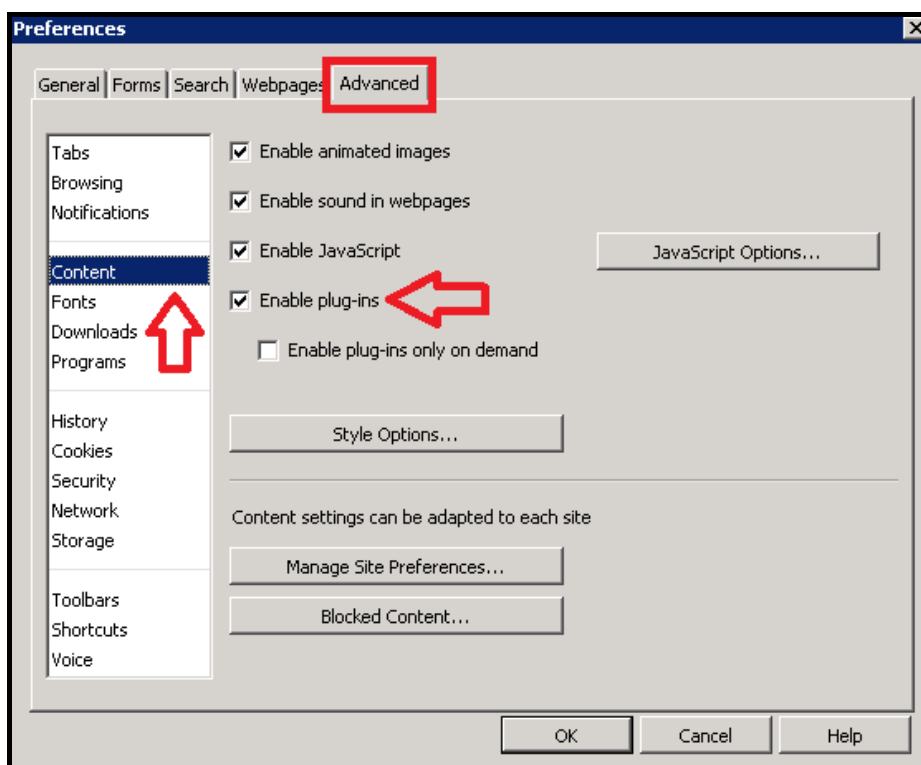 Preferences
General Forms Search Webpages Advanced
Tabs
Browsing
Notifications
Content
Fonts
Downloads
Programs
History
Cookies
Security
Network
Storage
Toolbars
Shortcuts
Voice
Enable animated images
Enable sound in webpages
Enable JavaScript
JavaScript Options...
Enable plug-ins
Enable plug-ins only on demand
Style Options...
Content settings can be adapted to each site
Manage Site Preferences...
Blocked Content...
OK Cancel Help